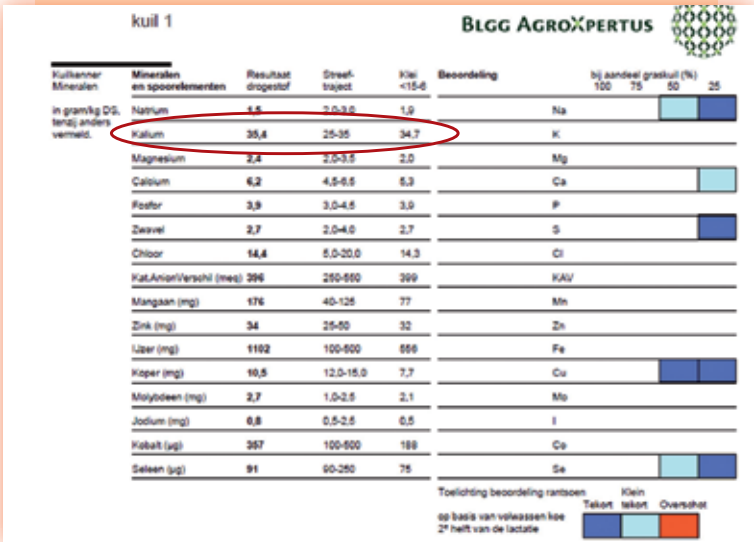 kuil 1
BLGG AGROXPERTUS
Kuilkenner Mineralen
in gram/kg DS, tenzij anders vermeld.
Mineralen en spoorelementen Resultaat drogestof Streef-traject Klei <15-6 Beoordeling bij aandeel graskuil (%) 100 75 50 25
Natrium 1,5 2,0-3,0 1,9 Na
Kalium 35,4 25-35 34,7 K
Magnesium 2,4 2,0-3,5 2,0 Mg
Calcium 6,2 4,5-6,5 5,3 Ca
Fosfor 3,9 3,0-4,5 3,9 P
Zwavel 2,7 2,0-4,0 2,7 S
Chloor 14,4 5,0-20,0 14,3 Cl
Kat.AnionVerschil (meq) 396 250-550 399 KAV
Mangaan (mg) 176 40-125 77 Mn
Zink (mg) 34 25-50 32 Zn
IJzer (mg) 1102 100-500 556 Fe
Koper (mg) 10,5 12,0-15,0 7,7 Cu
Molybdeen (mg) 2,7 1,0-2,5 2,1 Mo
Jodium (mg) 0,8 0,5-2,5 0,5 I
Kobalt (µg) 357 100-500 188 Co
Seleen (µg) 91 90-250 75 Se
Toelichting beoordeling rantsoen
op basis van volwassen koe
2e helft van de lactatie
Tekort Klein tekort Overschot